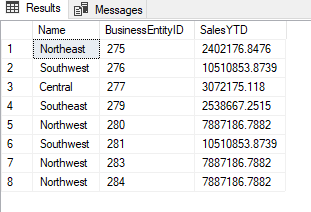 Results Messages
Name BusinessEntityID SalesYTD
1 Northeast 275 2402176.8476
2 Southwest 276 10510853.8739
3 Central 277 3072175.118
4 Southeast 279 2538667.2515
5 Northwest 280 7887186.7882
6 Southwest 281 10510853.8739
7 Northwest 283 7887186.7882
8 Northwest 284 7887186.7882